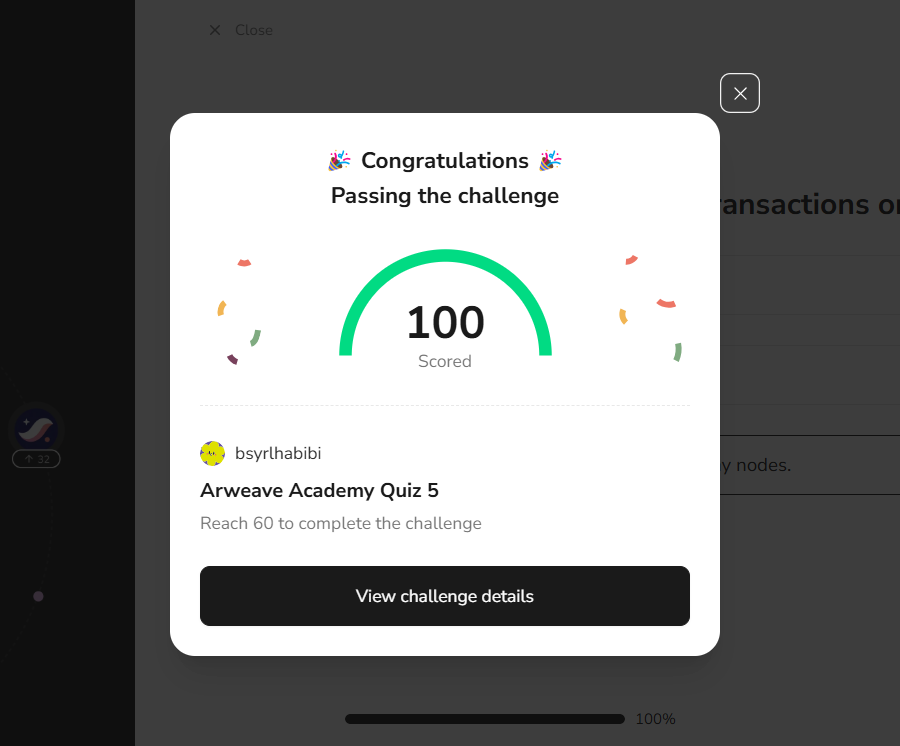 Close
🎉 Congratulations 🎉
Passing the challenge
ansactions
100
Scored
y nodes.
bsyrlhabibi
Arweave Academy Quiz 5
Reach 60 to complete the challenge
View challenge details
↑ 32
100%